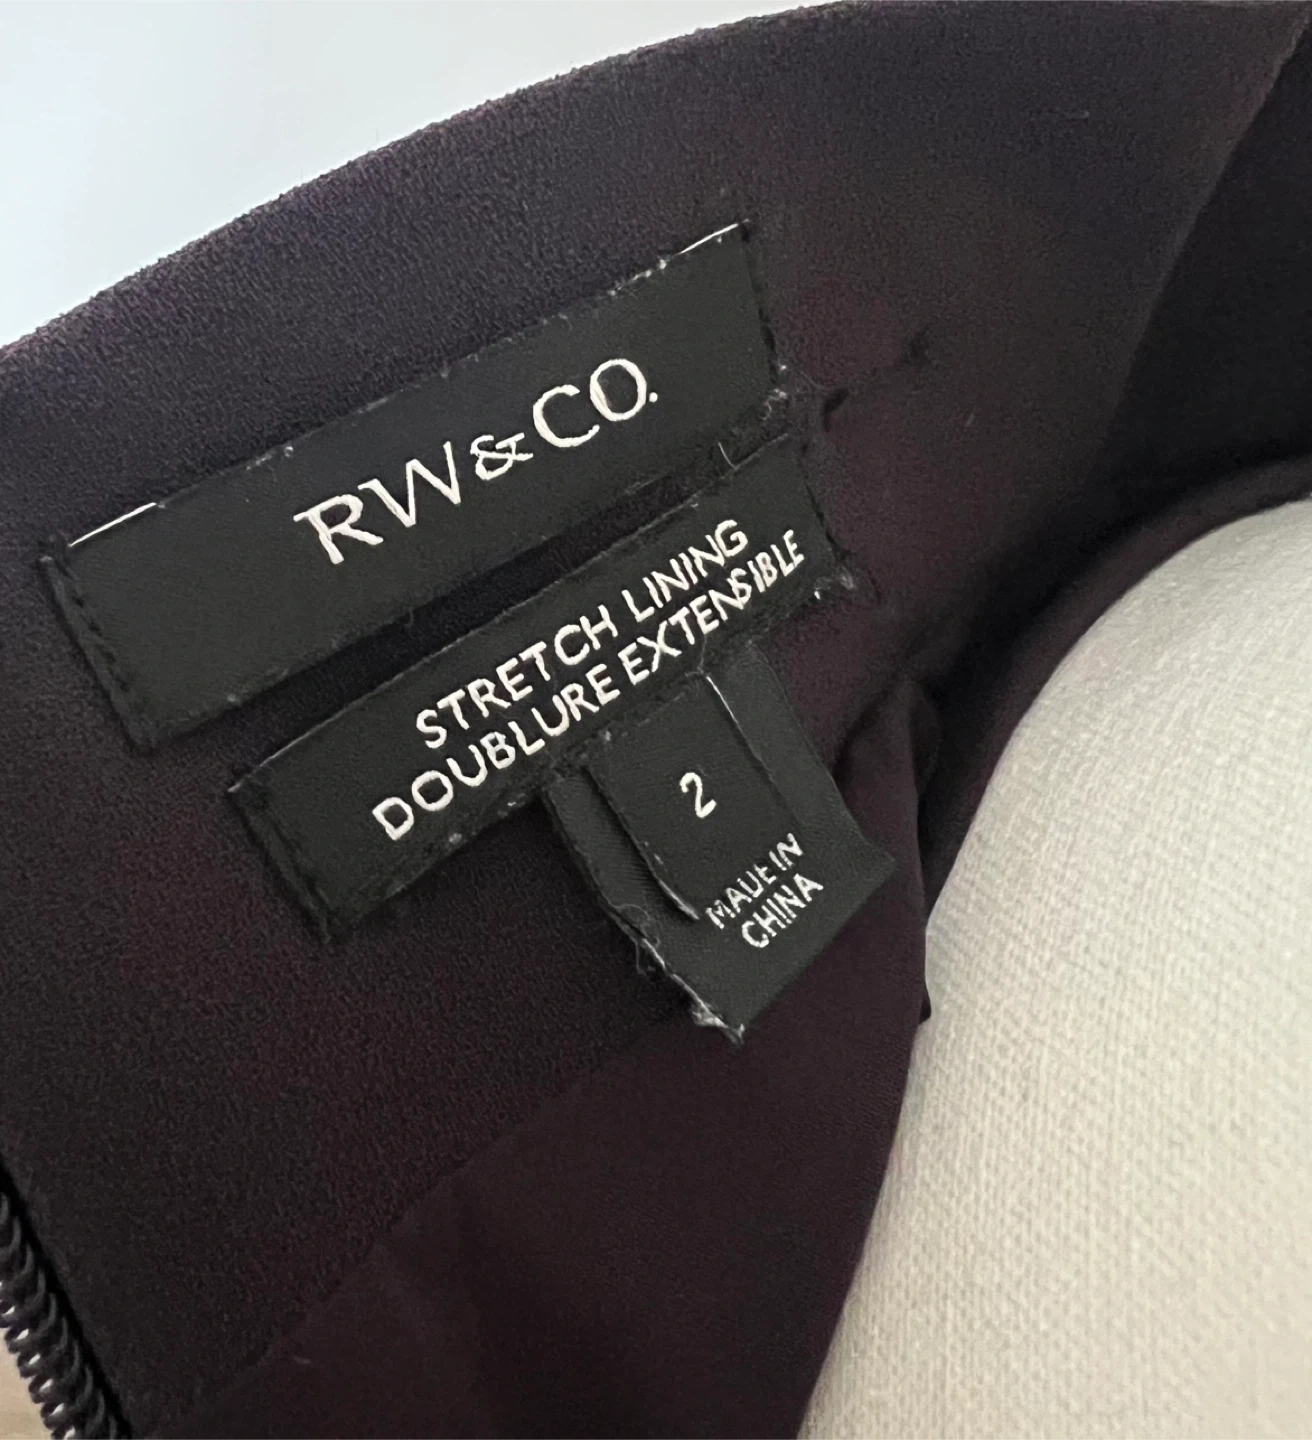 RW&CO.
STRETCH LINING
DOUBLURE EXTENSIBLE
2
MADE IN
CHINA